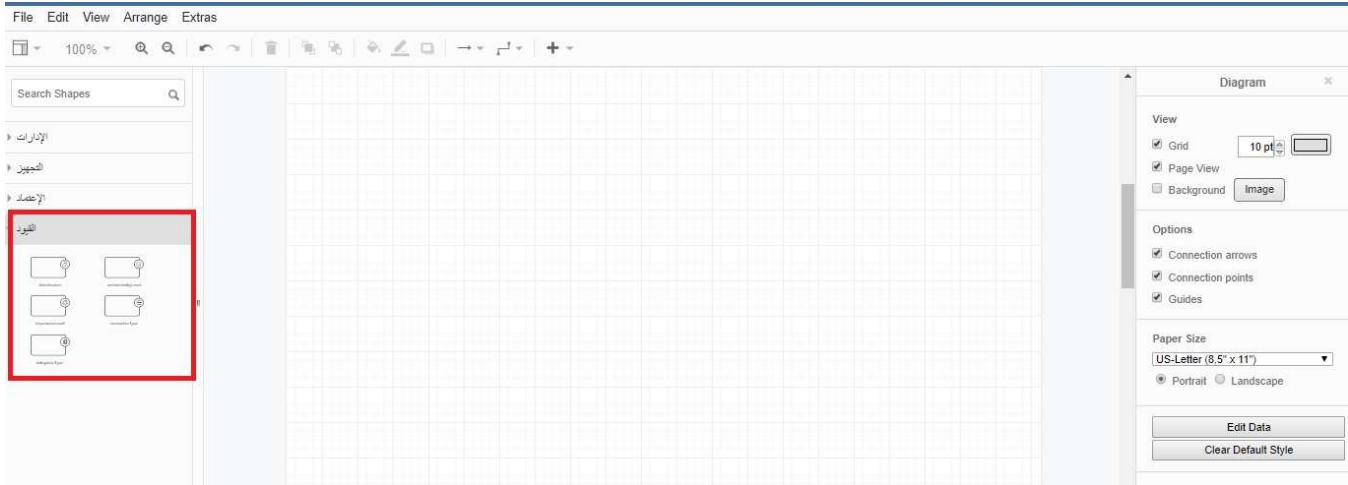 File Edit View Arrange Extras
100%
Search Shapes
الإدارات
التجهيز
الإعتماد
القيود
Diagram
View
Grid 10 pt
Page View
Background Image
Options
Connection arrows
Connection points
Guides
Paper Size
US-Letter (8,5" x 11")
Portrait Landscape
Edit Data
Clear Default Style